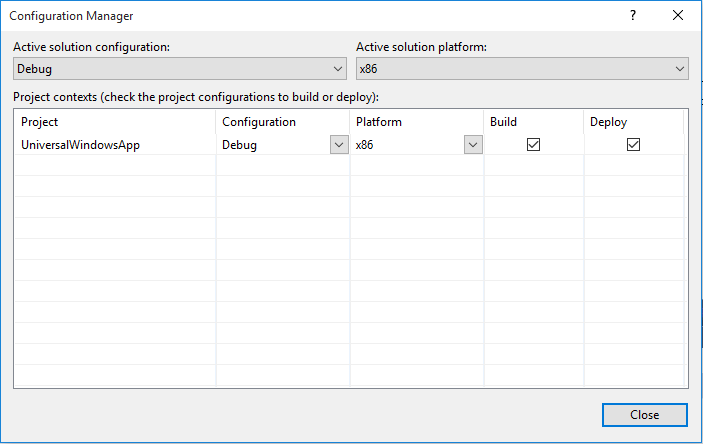 Configuration Manager
?
Active solution configuration: Active solution platform:
Debug x86
Project contexts (check the project configurations to build or deploy):
Project Configuration Platform Build Deploy
UniversalWindowsApp Debug x86
Close